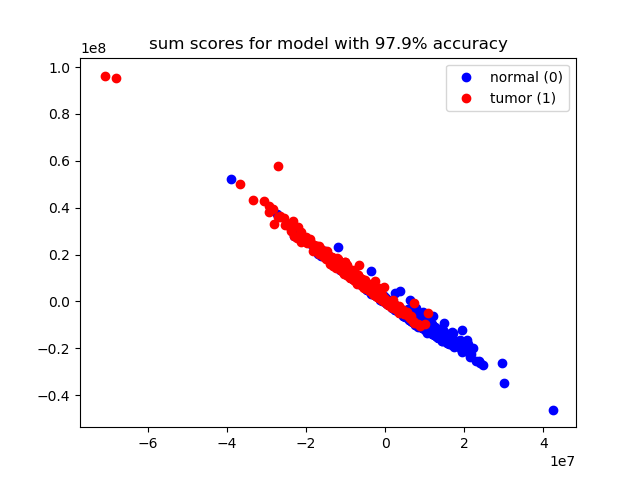 sum scores for model with 97.9% accuracy
1e8
normal (0)
tumor (1)
1.0
0.8
0.6
0.4
0.2
0.0
−0.2
−0.4
−6
−4
−2
0
2
4
1e7